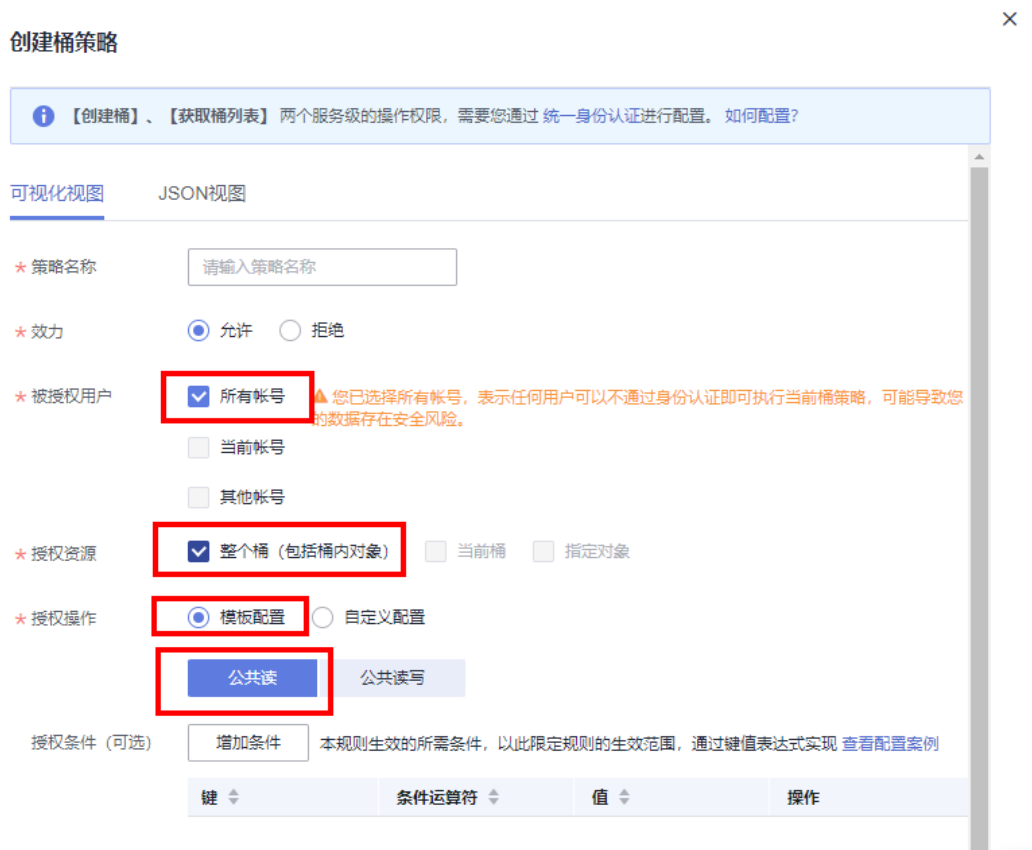 创建桶策略
【创建桶】、【获取桶列表】 两个服务级的操作权限，需要您通过 统一身份认证进行配置。 如何配置?
可视化视图 JSON视图
* 策略名称 请输入策略名称
* 效力 允许 拒绝
* 被授权用户 所有帐号 您已选择所有帐号，表示任何用户可以不通过身份认证即可执行当前桶策略，可能导致您
的数据存在安全风险。
当前帐号
其他帐号
* 授权资源 整个桶（包括桶内对象） 当前桶 指定对象
* 授权操作 模板配置 自定义配置
公共读 公共读写
授权条件（可选） 增加条件 本规则生效的所需条件，以此限定规则的生效范围，通过键值表达式实现 查看配置案例
键 条件运算符 值 操作